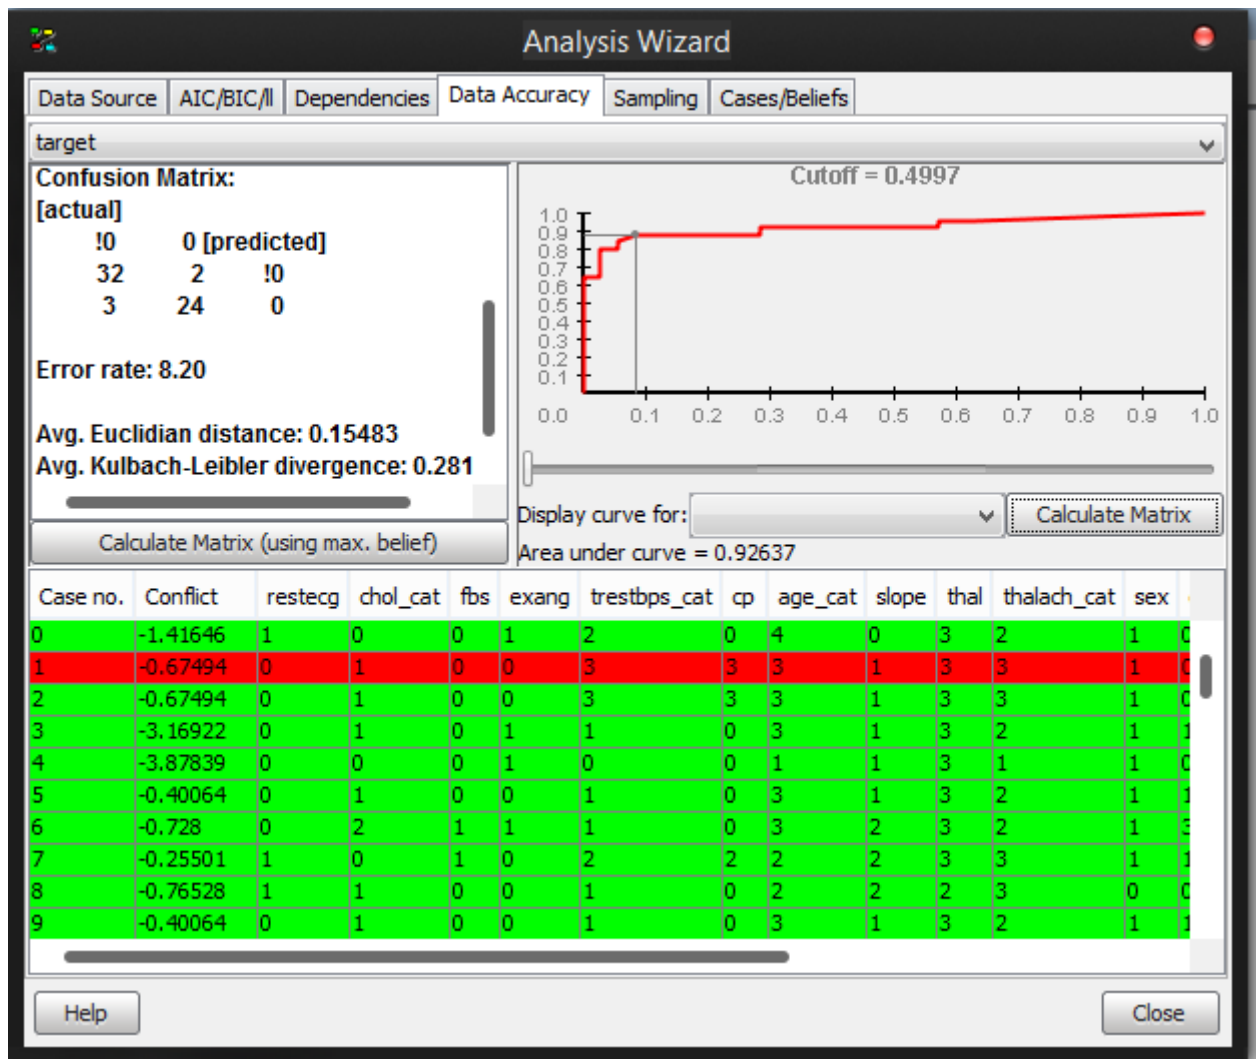 Analysis Wizard
Data Source AIC/BIC/ll Dependencies Data Accuracy Sampling Cases/Beliefs
target
Confusion Matrix:
[actual]
!0 0 [predicted]
32 2 !0
3 24 0
Error rate: 8.20
Avg. Euclidian distance: 0.15483
Avg. Kulbach-Leibler divergence: 0.281
Calculate Matrix (using max. belief)
Cutoff = 0.4997
1.0
0.9
0.8
0.7
0.6
0.5
0.4
0.3
0.2
0.1
0.0 0.1 0.2 0.3 0.4 0.5 0.6 0.7 0.8 0.9 1.0
Display curve for: Calculate Matrix
Area under curve = 0.92637
Case no. Conflict restecg chol_cat fbs exang trestbps_cat cp age_cat slope thal thalach_cat sex
0 -1.41646 1 0 0 1 2 0 4 0 3 2 1 0
1 -0.67494 0 1 0 0 3 3 3 1 3 3 1 0
2 -0.67494 0 1 0 0 3 3 3 1 3 3 1 0
3 -3.16922 0 1 0 1 1 0 3 1 3 2 1 1
4 -3.87839 0 0 0 1 0 0 1 1 3 1 1 0
5 -0.40064 0 1 0 0 1 0 3 1 3 2 1 1
6 -0.728 0 2 1 1 1 0 3 2 3 2 1 3
7 -0.25501 1 0 1 0 2 2 2 2 3 3 1 1
8 -0.76528 1 1 0 0 1 0 2 2 2 3 0 0
9 -0.40064 0 1 0 0 1 0 3 1 3 2 1 1
Help Close